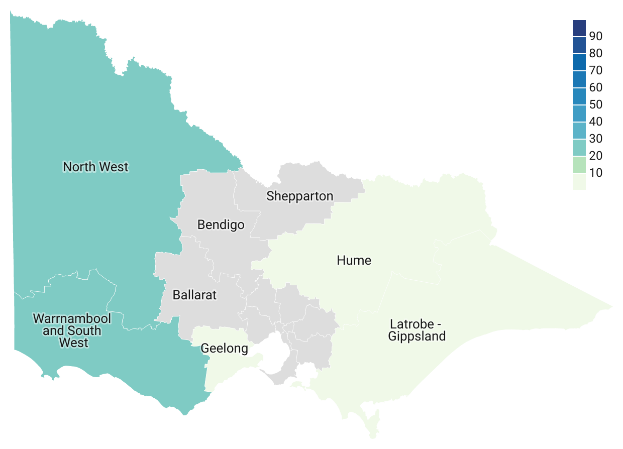 90
80
70
60
50
40
30
20
10
North West
Shepparton
Bendigo
Hume
Ballarat
Warrnambool
and South
West
Latrobe -
Gippsland
Geelong